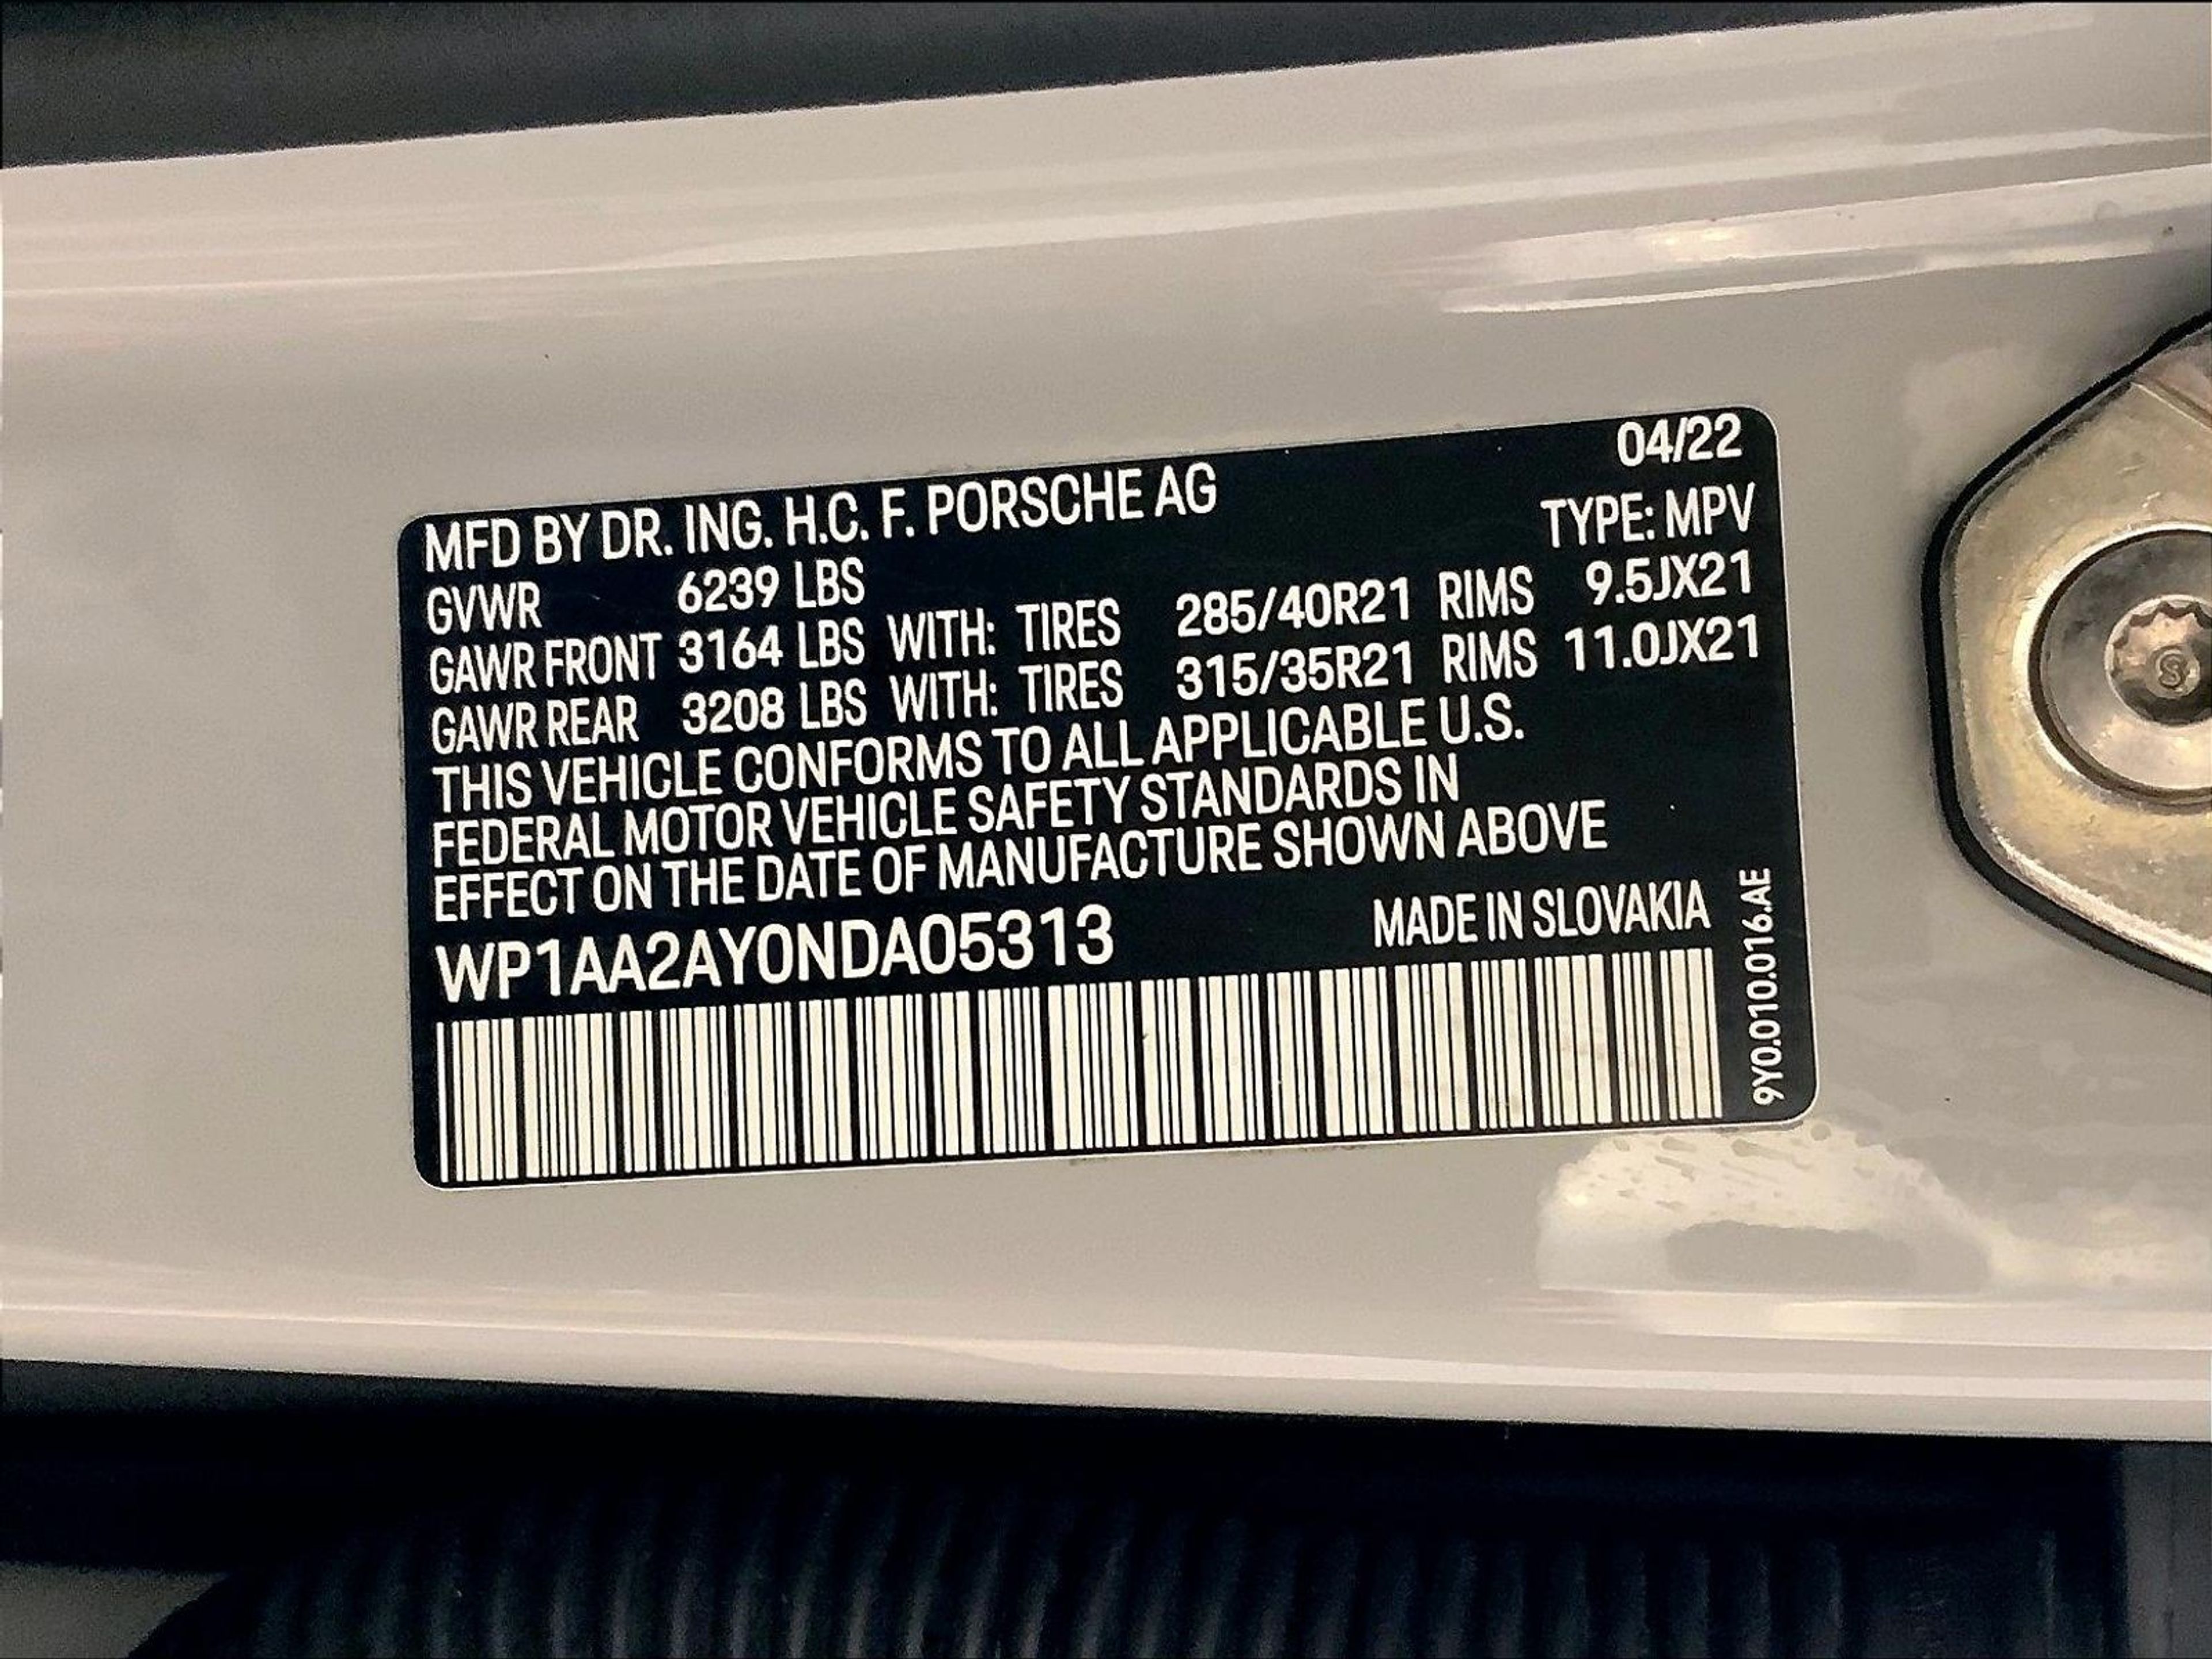 04/22
MFD BY DR. ING. H.C. F. PORSCHE AG
TYPE: MPV
GVWR 6239 LBS
GAWR FRONT 3164 LBS WITH: TIRES 285/40R21 RIMS 9.5JX21
GAWR REAR 3208 LBS WITH: TIRES 315/35R21 RIMS 11.0JX21
THIS VEHICLE CONFORMS TO ALL APPLICABLE U.S.
FEDERAL MOTOR VEHICLE SAFETY STANDARDS IN
EFFECT ON THE DATE OF MANUFACTURE SHOWN ABOVE
WP1AA2AY0NDA05313
MADE IN SLOVAKIA
9Y0.010.016.AE